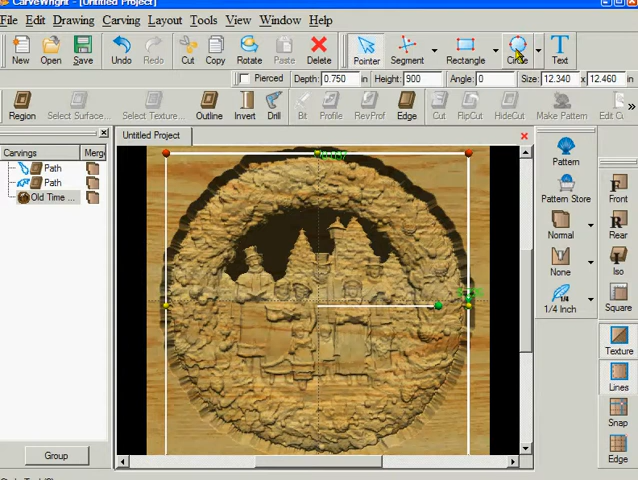 CarveWright - [Untitled Project]
File Edit Drawing Carving Layout Tools View Window Help
New Open Save Undo Redo Cut Copy Rotate Paste Delete Pointer Segment Rectangle Circle Text
Pierced Depth: 0.750 in Height: 900 Angle: 0 Size: 12.340 x 12.460 in
Region Select Surface... Select Texture... Outline Invert Drill Bit Profile RevProf Edge Cut FlipCut HideCut Make Pattern Edit Cu »
Carvings Merge
Path
Path
Old Time ...
Group
Untitled Project
Pattern
Pattern Store
Normal
None
1/4 Inch
Front
Rear
Iso
Square
Texture
Lines
Snap
Edge